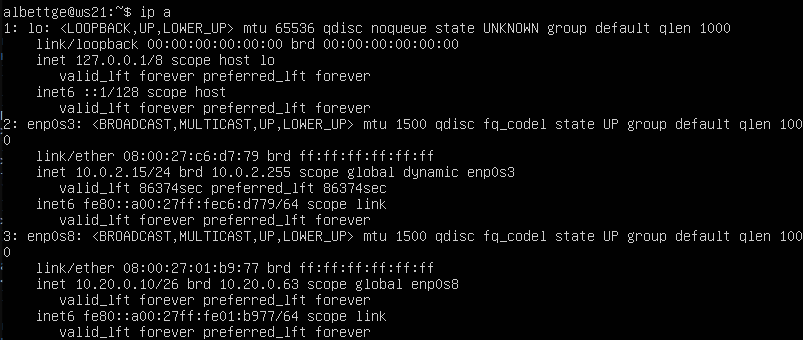 albettge@ws21:~$ ip a
1: lo: <LOOPBACK,UP,LOWER_UP> mtu 65536 qdisc noqueue state UNKNOWN group default qlen 1000
    link/loopback 00:00:00:00:00:00 brd 00:00:00:00:00:00
    inet 127.0.0.1/8 scope host lo
       valid_lft forever preferred_lft forever
    inet6 ::1/128 scope host
       valid_lft forever preferred_lft forever
2: enp0s3: <BROADCAST,MULTICAST,UP,LOWER_UP> mtu 1500 qdisc fq_codel state UP group default qlen 100
0
    link/ether 08:00:27:c6:d7:79 brd ff:ff:ff:ff:ff:ff
    inet 10.0.2.15/24 brd 10.0.2.255 scope global dynamic enp0s3
       valid_lft 86374sec preferred_lft 86374sec
    inet6 fe80::a00:27ff:fec6:d779/64 scope link
       valid_lft forever preferred_lft forever
3: enp0s8: <BROADCAST,MULTICAST,UP,LOWER_UP> mtu 1500 qdisc fq_codel state UP group default qlen 100
0
    link/ether 08:00:27:01:b9:77 brd ff:ff:ff:ff:ff:ff
    inet 10.20.0.10/26 brd 10.20.0.63 scope global enp0s8
       valid_lft forever preferred_lft forever
    inet6 fe80::a00:27ff:fe01:b977/64 scope link
       valid_lft forever preferred_lft forever